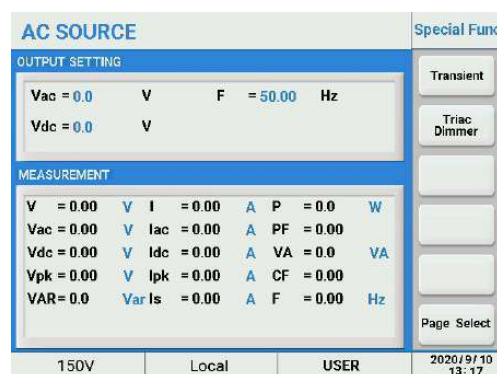 AC SOURCE
Special Func
OUTPUT SETTING
Vac = 0.0 V F = 50.00 Hz
Vdc = 0.0 V
Transient
Triac
Dimmer
MEASUREMENT
V = 0.00 V I = 0.00 A P = 0.0 W
Vac = 0.00 V Iac = 0.00 A PF = 0.00
Vdc = 0.00 V Idc = 0.00 A VA = 0.0 VA
Vpk = 0.00 V Ipk = 0.00 A CF = 0.00
VAR= 0.0 Var Is = 0.00 A F = 0.00 Hz
Page Select
150V Local USER
2020/9/10
13:17